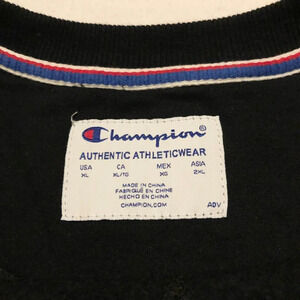 Champion®
AUTHENTIC ATHLETICWEAR
USA CA MEX ASIA
XL XL/TG XG 2XL
MADE IN CHINA
FABRIQUÉ EN CHINE
HECHO EN CHINA
CHAMPION.COM
ADV